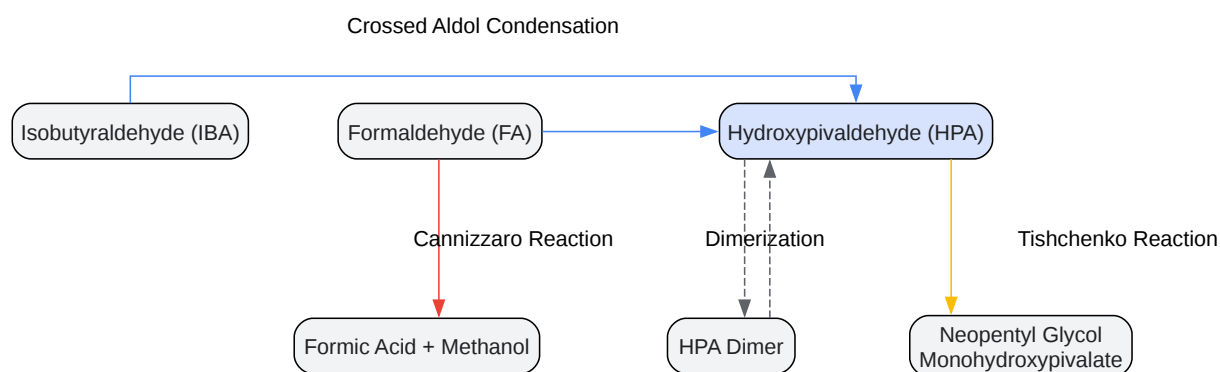 Crossed Aldol Condensation
Isobutyraldehyde (IBA)
Formaldehyde (FA)
Hydroxypivaldehyde (HPA)
Cannizzaro Reaction
Dimerization
Tishchenko Reaction
Formic Acid + Methanol
HPA Dimer
Neopentyl Glycol
Monohydroxypivalate